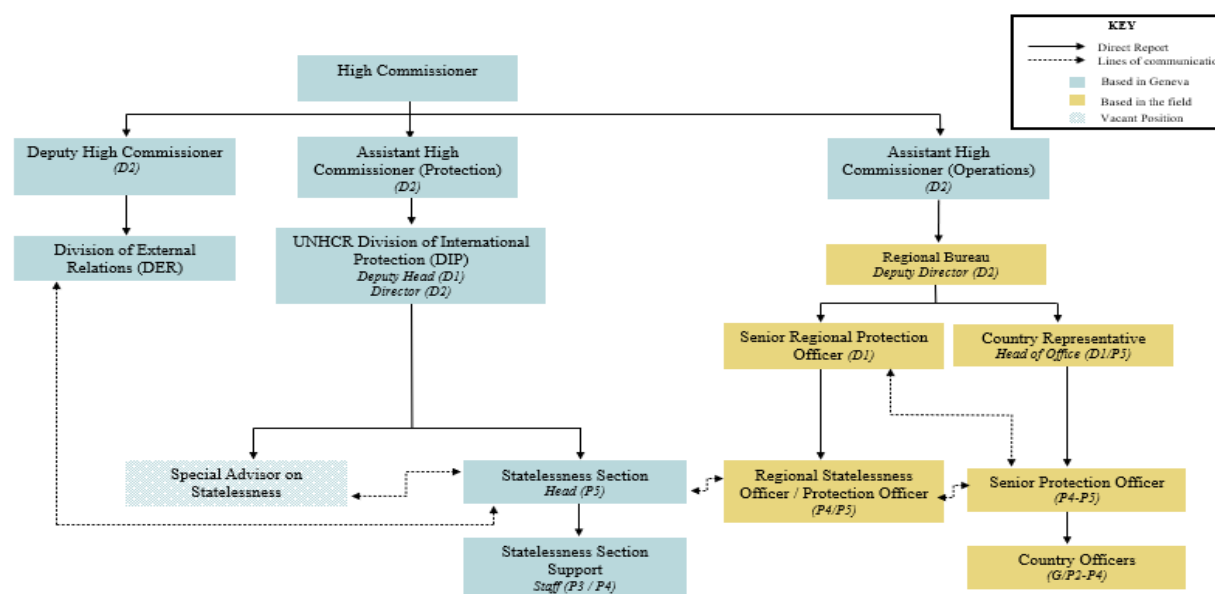 KEY
Direct Report
Lines of communicatio
Based in Geneva
Based in the field
Vacant Position
High Commissioner
Deputy High Commissioner
(D2)
Assistant High
Commissioner (Protection)
(D2)
Assistant High
Commissioner (Operations)
(D2)
Division of External
Relations (DER)
UNHCR Division of International
Protection (DIP)
Deputy Head (D1)
Director (D2)
Regional Bureau
Deputy Director (D2)
Senior Regional Protection
Officer (D1)
Country Representative
Head of Office (D1/P5)
Special Advisor on
Statelessness
Statelessness Section
Head (P5)
Regional Statelessness
Officer / Protection Officer
(P4/P5)
Senior Protection Officer
(P4-P5)
Statelessness Section
Support
Staff (P3 / P4)
Country Officers
(G/P2-P4)